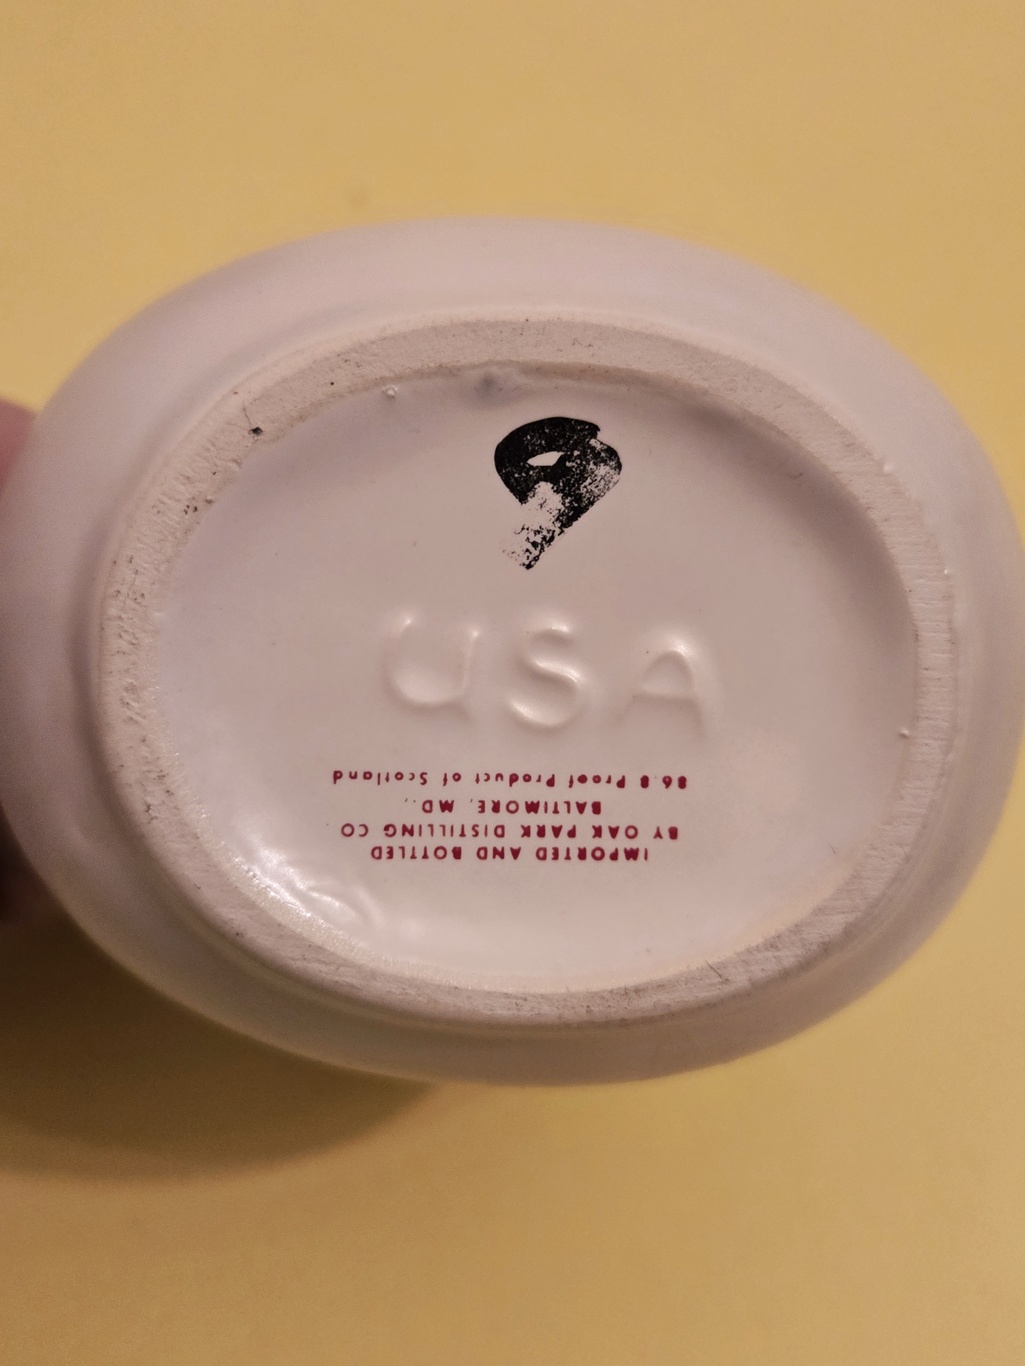 USA
IMPORTED AND BOTTLED
BY OAK PARK DISTILLING CO
BALTIMORE, MD.,
86.8 Proof Product of Scotland